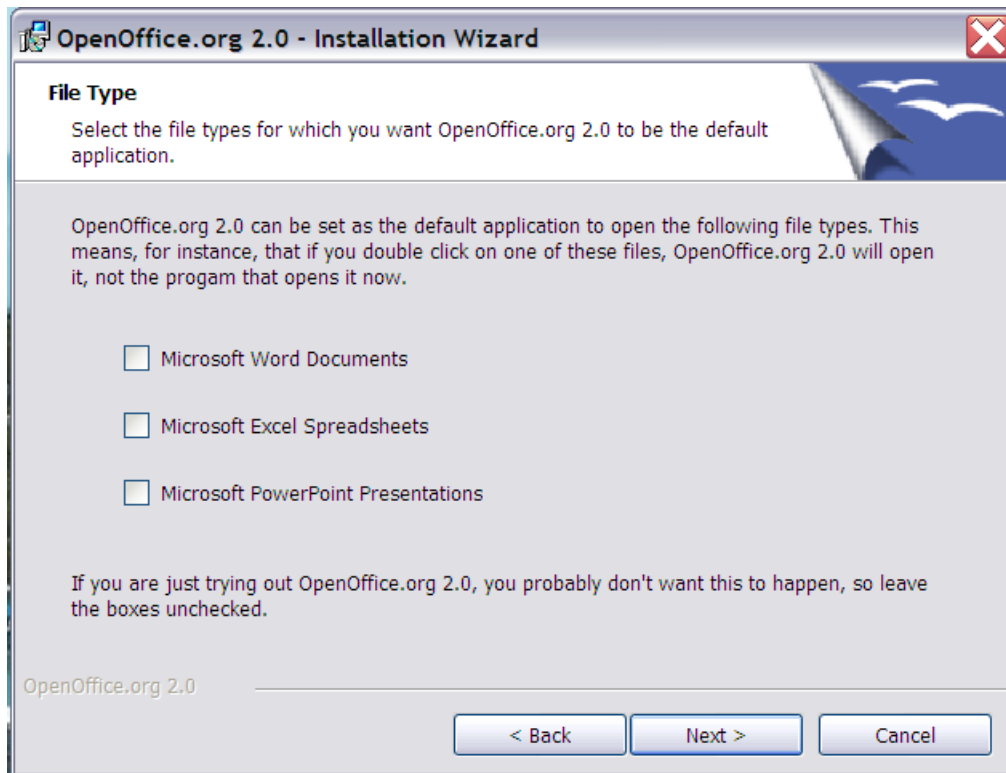 OpenOffice.org 2.0 - Installation Wizard
File Type
Select the file types for which you want OpenOffice.org 2.0 to be the default
application.
OpenOffice.org 2.0 can be set as the default application to open the following file types. This
means, for instance, that if you double click on one of these files, OpenOffice.org 2.0 will open
it, not the progam that opens it now.
Microsoft Word Documents
Microsoft Excel Spreadsheets
Microsoft PowerPoint Presentations
If you are just trying out OpenOffice.org 2.0, you probably don't want this to happen, so leave
the boxes unchecked.
OpenOffice.org 2.0
< Back Next > Cancel